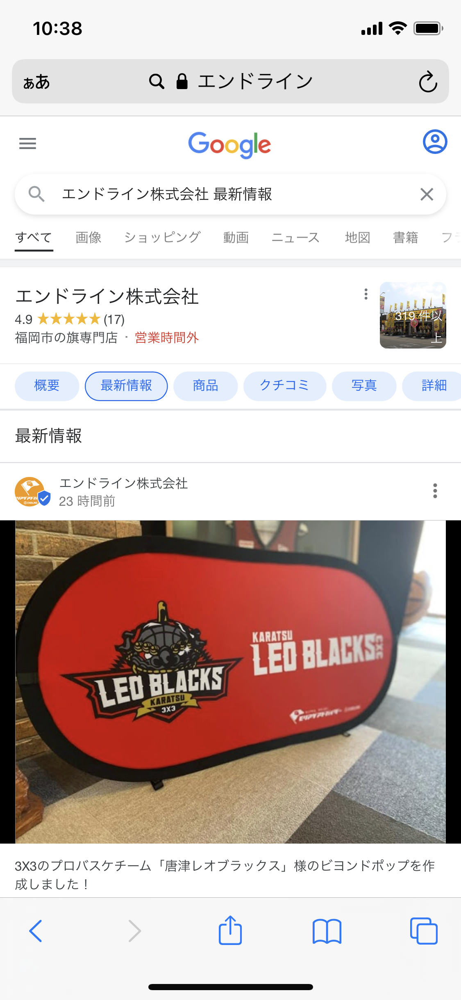 10:38
ぁあ
エンドライン
Google
エンドライン株式会社 最新情報
すべて 画像 ショッピング 動画 ニュース 地図 書籍
エンドライン株式会社
4.9 ★★★★★ (17)
福岡市の旗専門店 · 営業時間外
319 件以
上
概要 最新情報 商品 クチコミ 写真 詳細
最新情報
エンドライン株式会社
23 時間前
ENDLINE
LEO BLACKS
KARATSU
3X3
KARATSU
LEO BLACKS
3X3のプロバスケチーム「唐津レオブラックス」様のビヨンドポップを作
成しました！